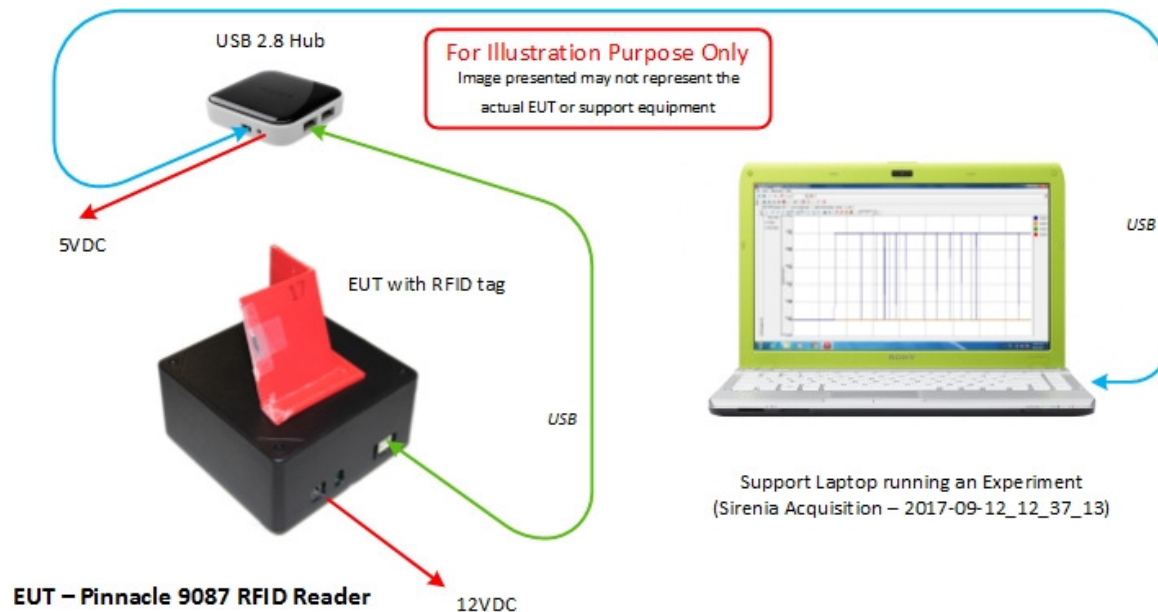 USB 2.8 Hub
For Illustration Purpose Only
Image presented may not represent the
actual EUT or support equipment
USB
5VDC
EUT with RFID tag
SONY
USB
Support Laptop running an Experiment
(Sirenia Acquisition – 2017-09-12_12_37_13)
EUT – Pinnacle 9087 RFID Reader
12VDC